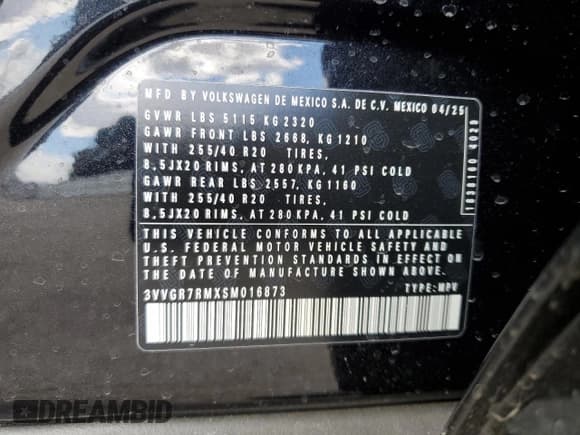 MFD BY VOLKSWAGEN DE MEXICO S.A. DE C.V. MEXICO 04/25
GVWR LBS 5115 KG 2320
GAWR FRONT LBS 2668, KG 1210
WITH 255/40 R20 TIRES,
8,5JX20 RIMS, AT 280 KPA, 41 PSI COLD
GAWR REAR LBS 2557, KG 1160
WITH 255/40 R20 TIRES,
8,5JX20 RIMS, AT 280 KPA, 41 PSI COLD
THIS VEHICLE CONFORMS TO ALL APPLICABLE
U.S. FEDERAL MOTOR VEHICLE SAFETY AND
THEFT PREVENTION STANDARDS IN EFFECT ON
THE DATE OF MANUFACTURE SHOWN ABOVE.
3VVGR7RMXSM016873 TYPE: MPV
DREAMBID